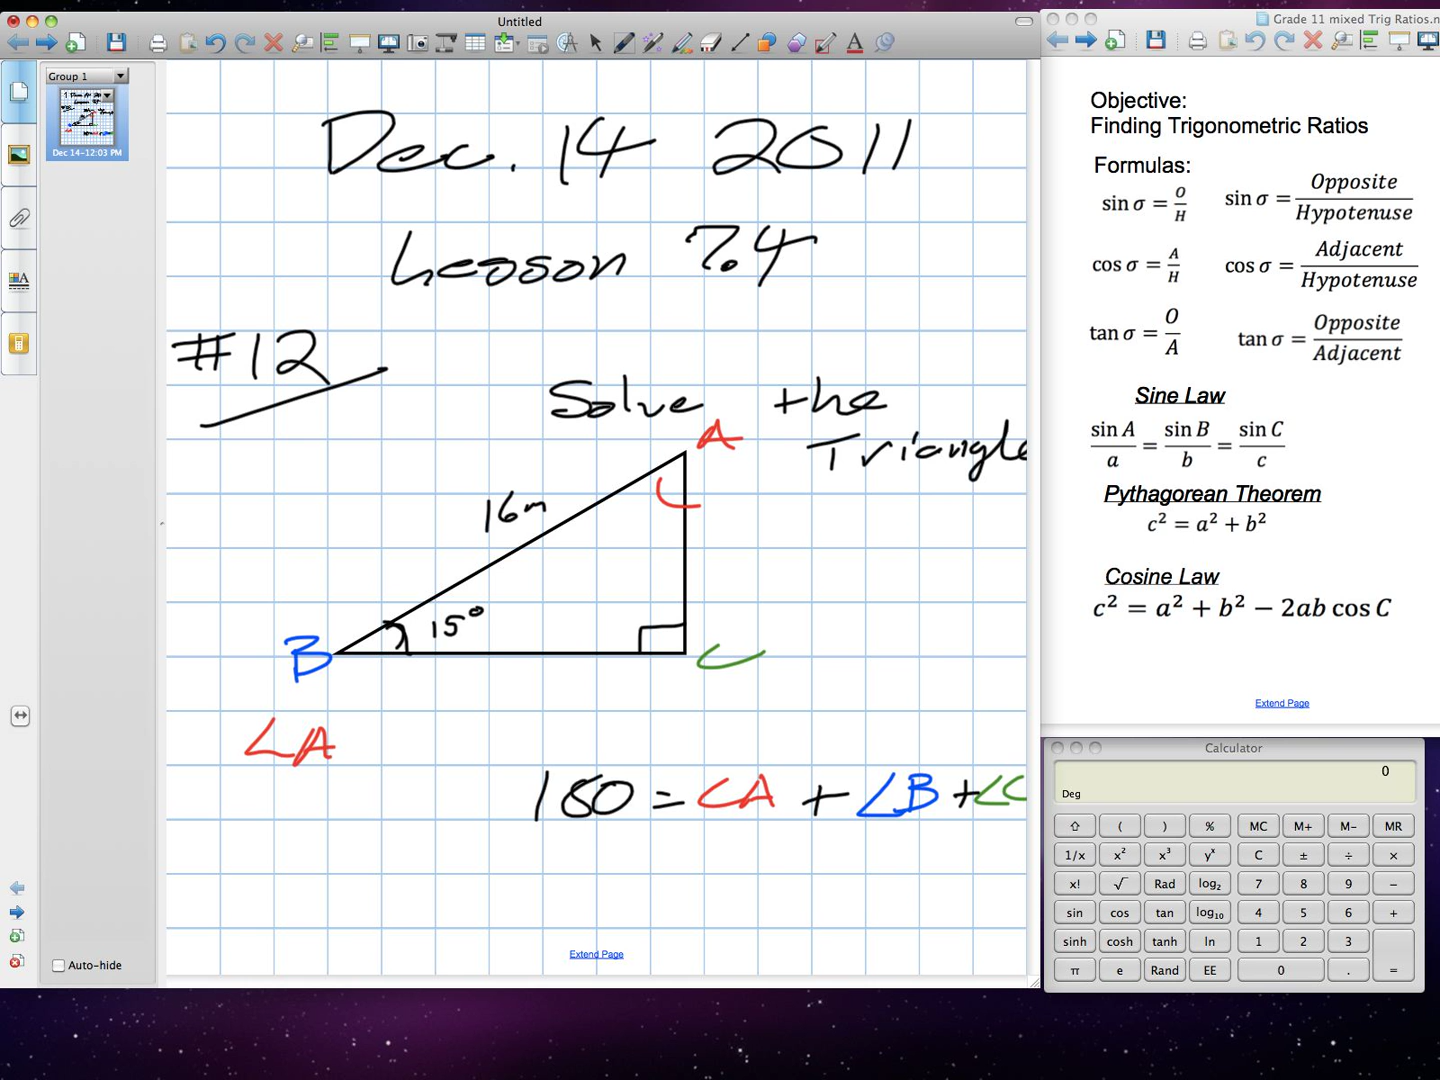 Untitled
Group 1
Dec 14-12:03 PM
Auto-hide
Dec. 14 2011
Lesson 7.4
#12
Solve the
Triangle
A
16m
15°
B
C
∠A
180 = ∠A + ∠B + ∠C
Extend Page
Grade 11 mixed Trig Ratios.n
Objective:
Finding Trigonometric Ratios
Formulas:
sin σ = O/H sin σ = Opposite/Hypotenuse
cos σ = A/H cos σ = Adjacent/Hypotenuse
tan σ = O/A tan σ = Opposite/Adjacent
Sine Law
sin A/a = sin B/b = sin C/c
Pythagorean Theorem
c² = a² + b²
Cosine Law
c² = a² + b² − 2ab cos C
Extend Page
Calculator
0
Deg
⇧ ( ) % MC M+ M- MR
1/x x² x³ yˣ C ± ÷ ×
x! √ Rad log₂ 7 8 9 −
sin cos tan log₁₀ 4 5 6 +
sinh cosh tanh ln 1 2 3
π e Rand EE 0 . =